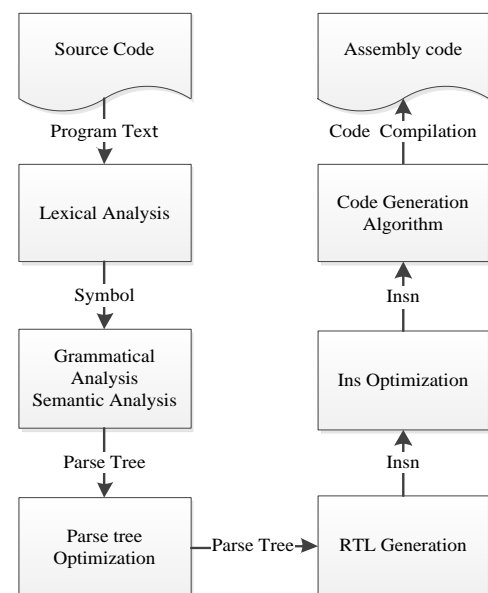 Source Code
Program Text
Lexical Analysis
Symbol
Grammatical
Analysis
Semantic Analysis
Parse Tree
Parse tree
Optimization
Parse Tree
RTL Generation
Insn
Ins Optimization
Insn
Code Generation
Algorithm
Code Compilation
Assembly code